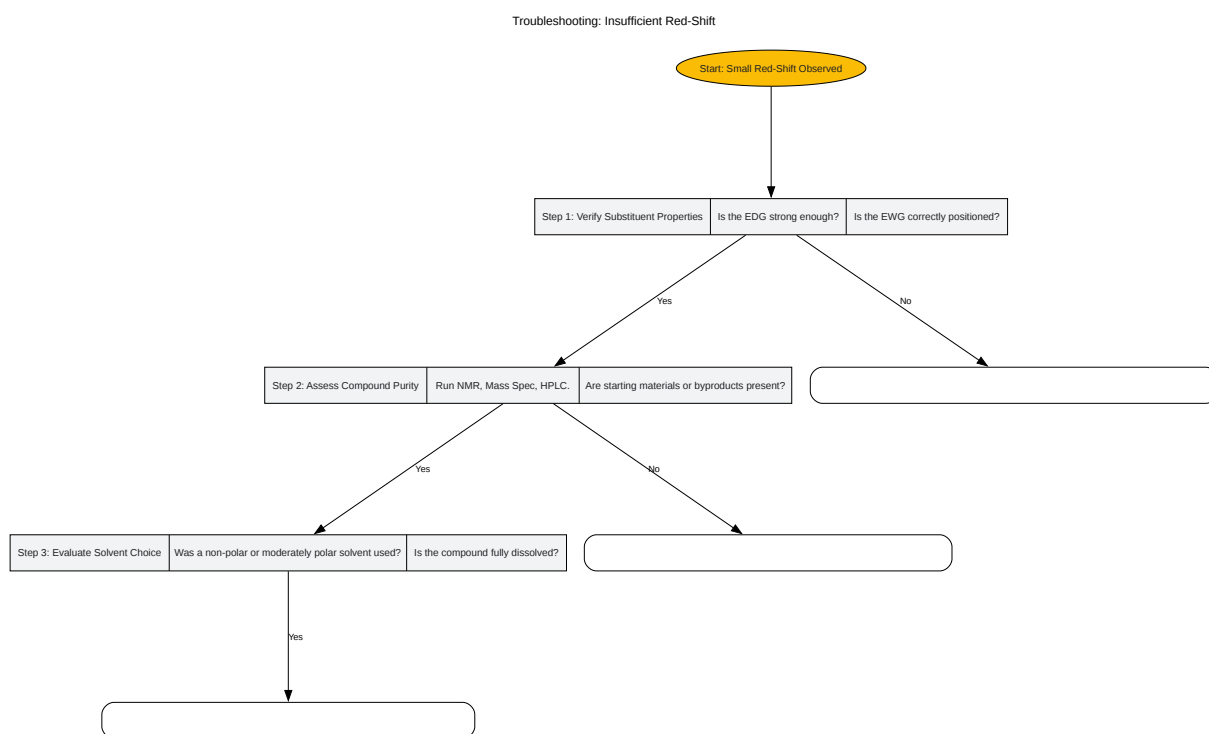 Troubleshooting: Insufficient Red-Shift
Start: Small Red-Shift Observed
Step 1: Verify Substituent Properties
Is the EDG strong enough?
Is the EWG correctly positioned?
Yes
No
Step 2: Assess Compound Purity
Run NMR, Mass Spec, HPLC.
Are starting materials or byproducts present?
Yes
No
Step 3: Evaluate Solvent Choice
Was a non-polar or moderately polar solvent used?
Is the compound fully dissolved?
Yes